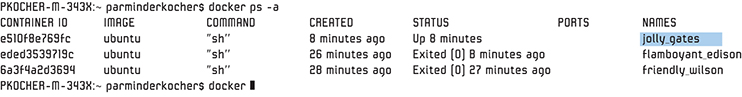 PKOCHER-M-343X:~ parminderkocher$ docker ps -a
CONTAINER ID IMAGE COMMAND CREATED STATUS PORTS NAMES
e510f8e769fc ubuntu "sh" 8 minutes ago Up 8 minutes jolly_gates
eded3539719c ubuntu "sh" 26 minutes ago Exited (0) 8 minutes ago flamboyant_edison
6a3f4a2d3694 ubuntu "sh" 28 minutes ago Exited (0) 27 minutes ago friendly_wilson
PKOCHER-M-343X:~ parminderkocher$ docker